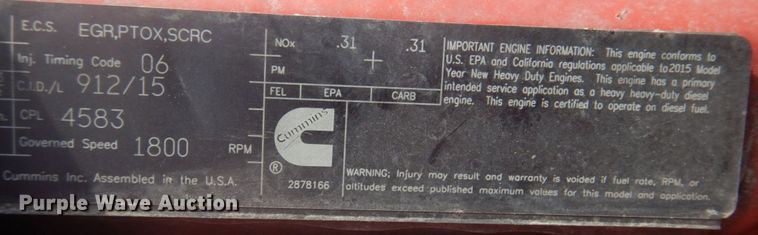 E.C.S. EGR,PTOX,SCRC
Inj. Timing Code 06
C.I.D./L 912/15
CPL 4583
Governed Speed 1800 RPM
Cummins Inc. Assembled in the U.S.A.
NOx .31 .31
+
PM
FEL EPA CARB
Cummins
®
2878166
IMPORTANT ENGINE INFORMATION: This engine conforms to
U.S. EPA and California regulations applicable to2015 Model
Year New Heavy Duty Engines. This engine has a primary
intended service application as a heavy heavy-duty diesel
engine. This engine is certified to operate on diesel fuel.
WARNING; Injury may result and warranty is voided if fuel rate, RPM, or
altitudes exceed published maximum values for this model and application.
Purple Wave Auction